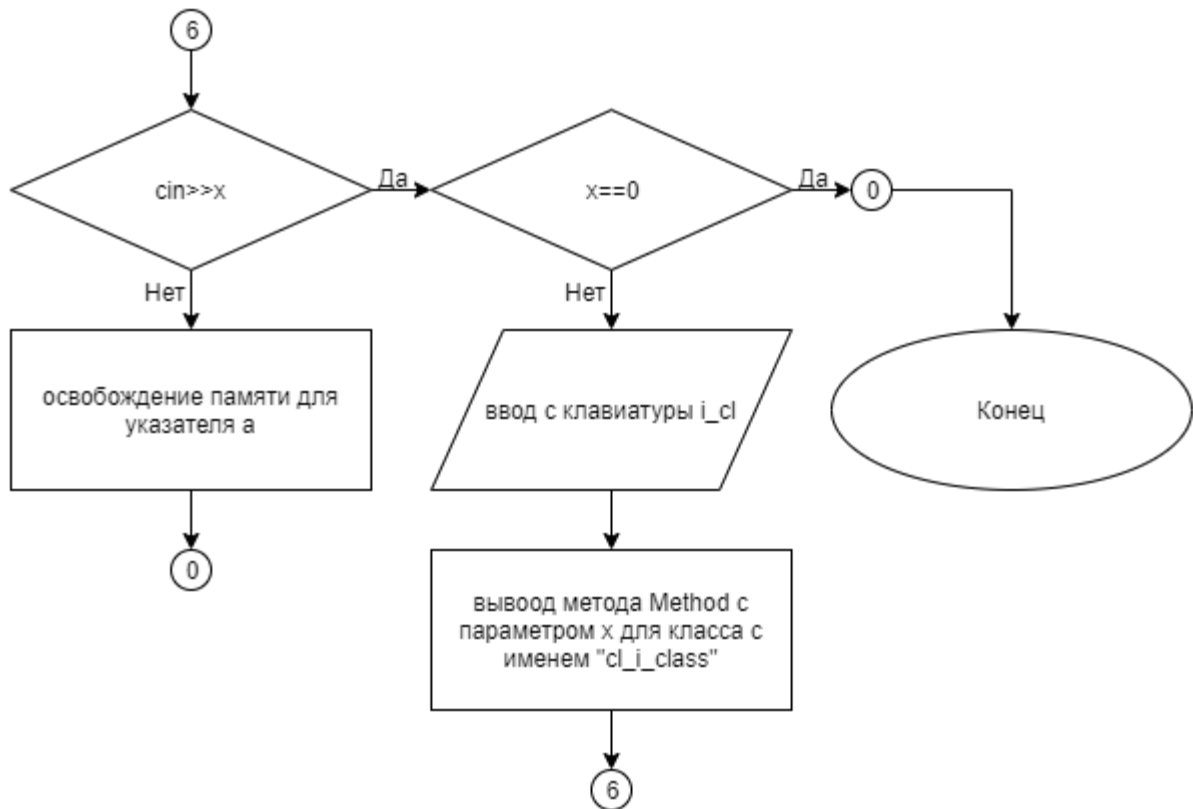 6
cin>>x
Да
x==0
Да
0
Нет
Нет
освобождение памяти для
указателя a
ввод с клавиатуры i_cl
Конец
0
вывоод метода Method с
параметром x для класса с
именем "cl_i_class"
6